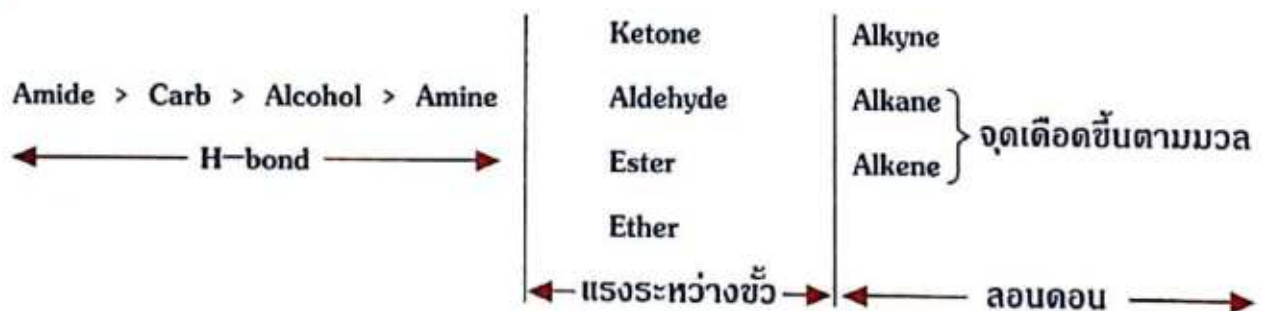 Ketone
Alkyne
Amide > Carb > Alcohol > Amine
Aldehyde
Alkane
จุดเดือดขึ้นตามมวล
H-bond
Ester
Alkene
Ether
แรงระหว่างขั้ว
ลอนดอน